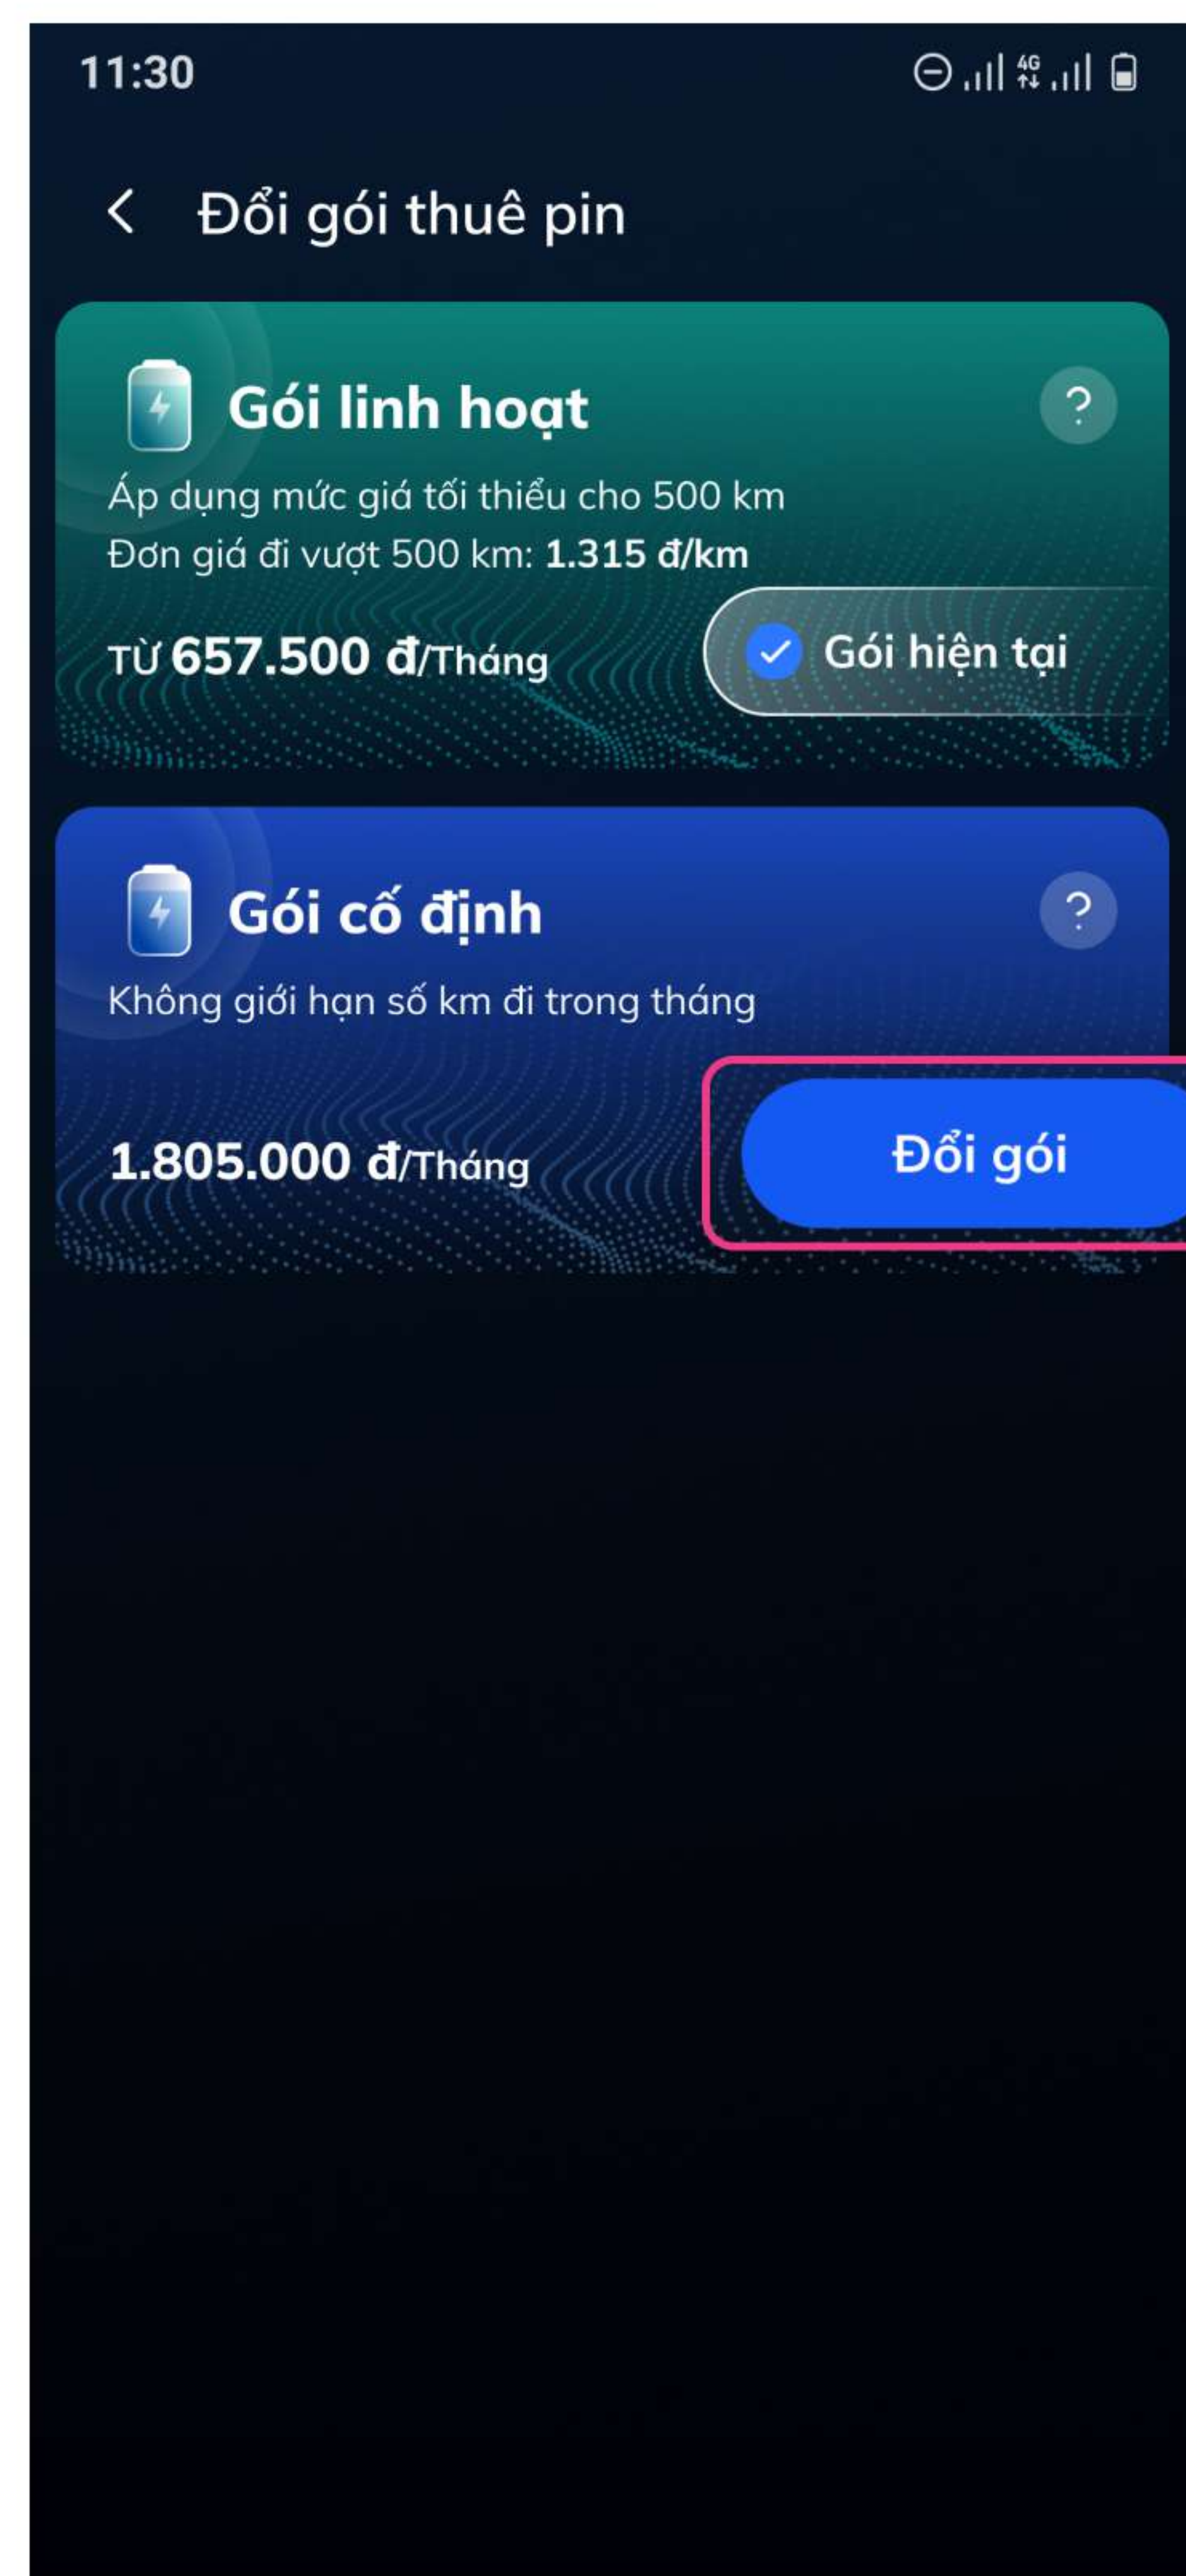 11:30
4G
Đổi gói thuê pin
Gói linh hoạt
?
Áp dụng mức giá tối thiểu cho 500 km
Đơn giá đi vượt 500 km: 1.315 đ/km
TỪ 657.500 đ/Tháng
Gói hiện tại
Gói cố định
?
Không giới hạn số km đi trong tháng
1.805.000 đ/Tháng
Đổi gói